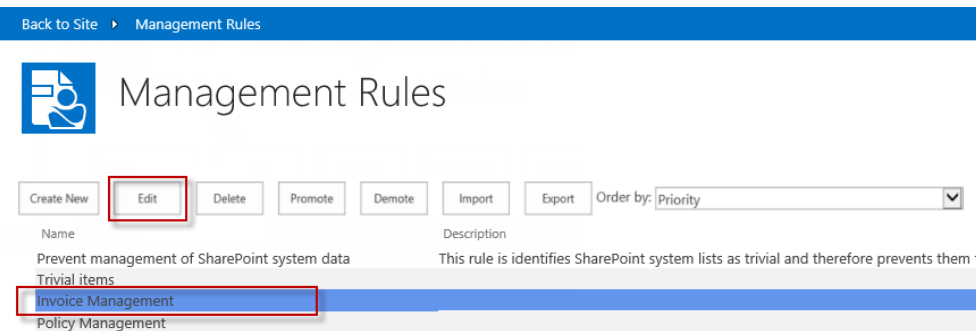 Back to Site Management Rules
Management Rules
Create New Edit Delete Promote Demote Import Export Order by: Priority
Name Description
Prevent management of SharePoint system data This rule is identifies SharePoint system lists as trivial and therefore prevents them
Trivial items
Invoice Management
Policy Management